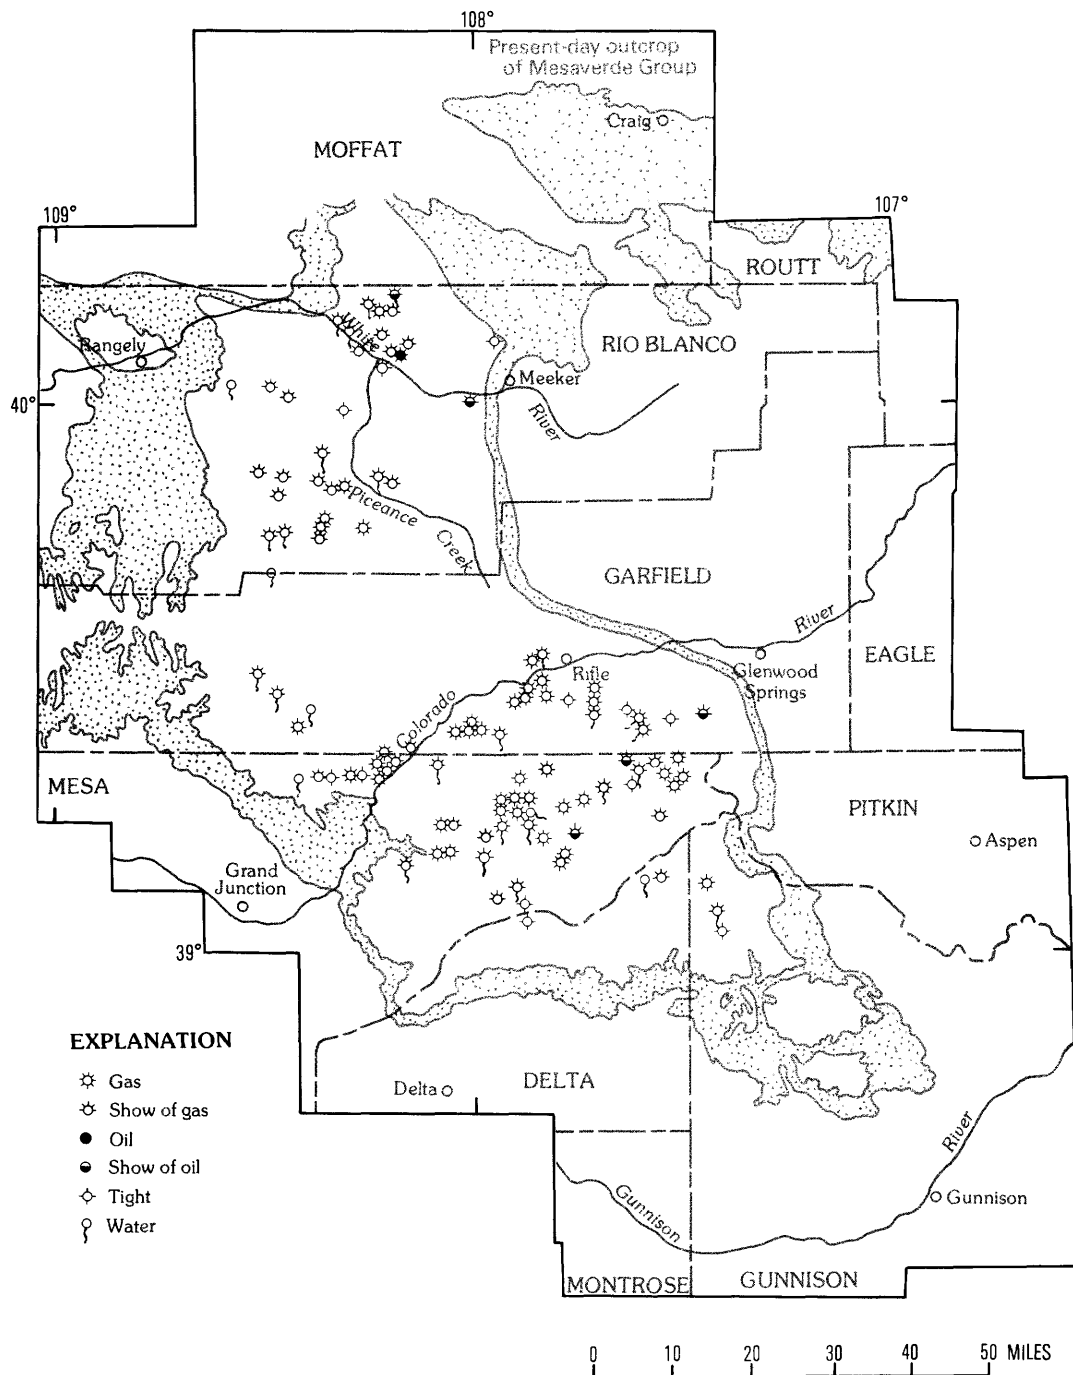 108°
Present-day outcrop
of Mesaverde Group
Craig
MOFFAT
109°
107°
ROUTT
White
Rangely
RIO BLANCO
Meeker
40°
River
Piceance
Creek
GARFIELD
River
EAGLE
Rifle
Glenwood
Springs
Colorado
MESA
PITKIN
Aspen
Grand
Junction
39°
EXPLANATION
Gas
Show of gas
Oil
Show of oil
Tight
Water
Delta
DELTA
River
Gunnison
Gunnison
MONTROSE
GUNNISON
0 10 20 30 40 50 MILES